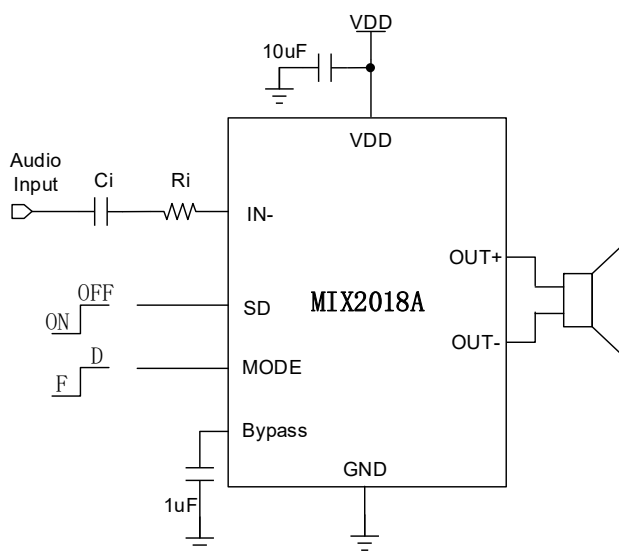 VDD
10uF
VDD
Audio
Input
Ci
Ri
IN-
OUT+
OFF
ON
SD
MIX2018A
OUT-
D
F
MODE
Bypass
GND
1uF